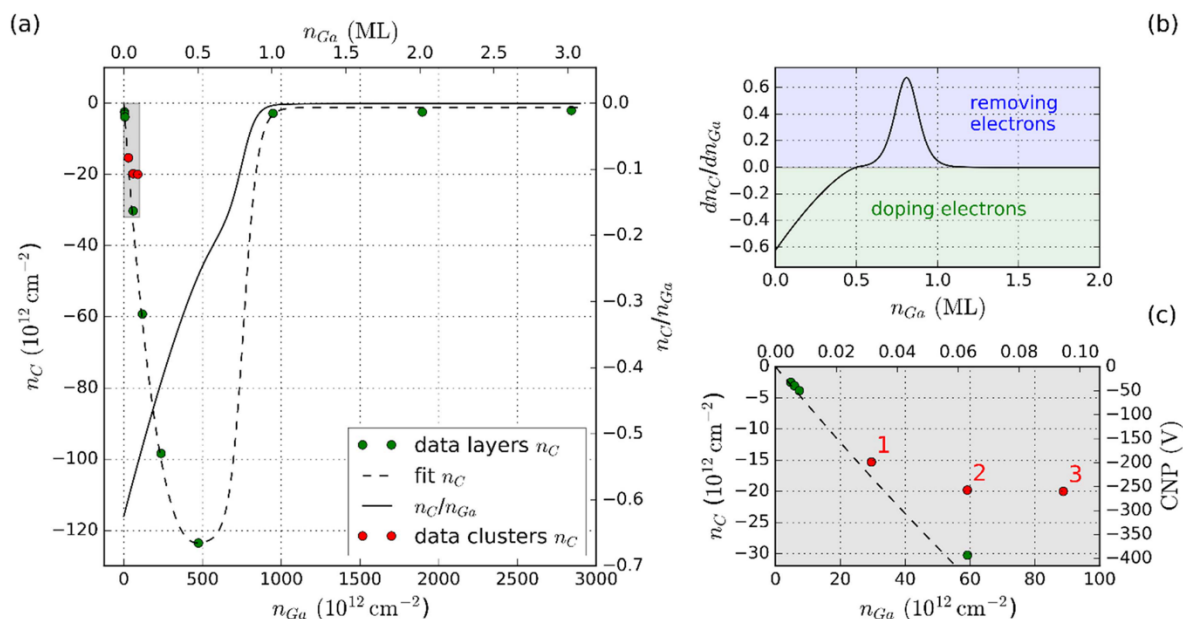 (a)
n_Ga (ML)
0.0 0.5 1.0 1.5 2.0 2.5 3.0
0
−20
−40
−60
−80
−100
−120
n_C (10^12 cm^−2)
0.0
−0.1
−0.2
−0.3
−0.4
−0.5
−0.6
−0.7
n_C/n_Ga
data layers n_C
fit n_C
n_C/n_Ga
data clusters n_C
0 500 1000 1500 2000 2500 3000
n_Ga (10^12 cm^−2)
(b)
0.6
0.4
0.2
0.0
−0.2
−0.4
−0.6
dn_C/dn_Ga
removing
electrons
doping electrons
0.0 0.5 1.0 1.5 2.0
n_Ga (ML)
(c)
0.00 0.02 0.04 0.06 0.08 0.10
0
−5
−10
−15
−20
−25
−30
n_C (10^12 cm^−2)
1
2
3
0
−50
−100
−150
−200
−250
−300
−350
−400
CNP (V)
0 20 40 60 80 100
n_Ga (10^12 cm^−2)